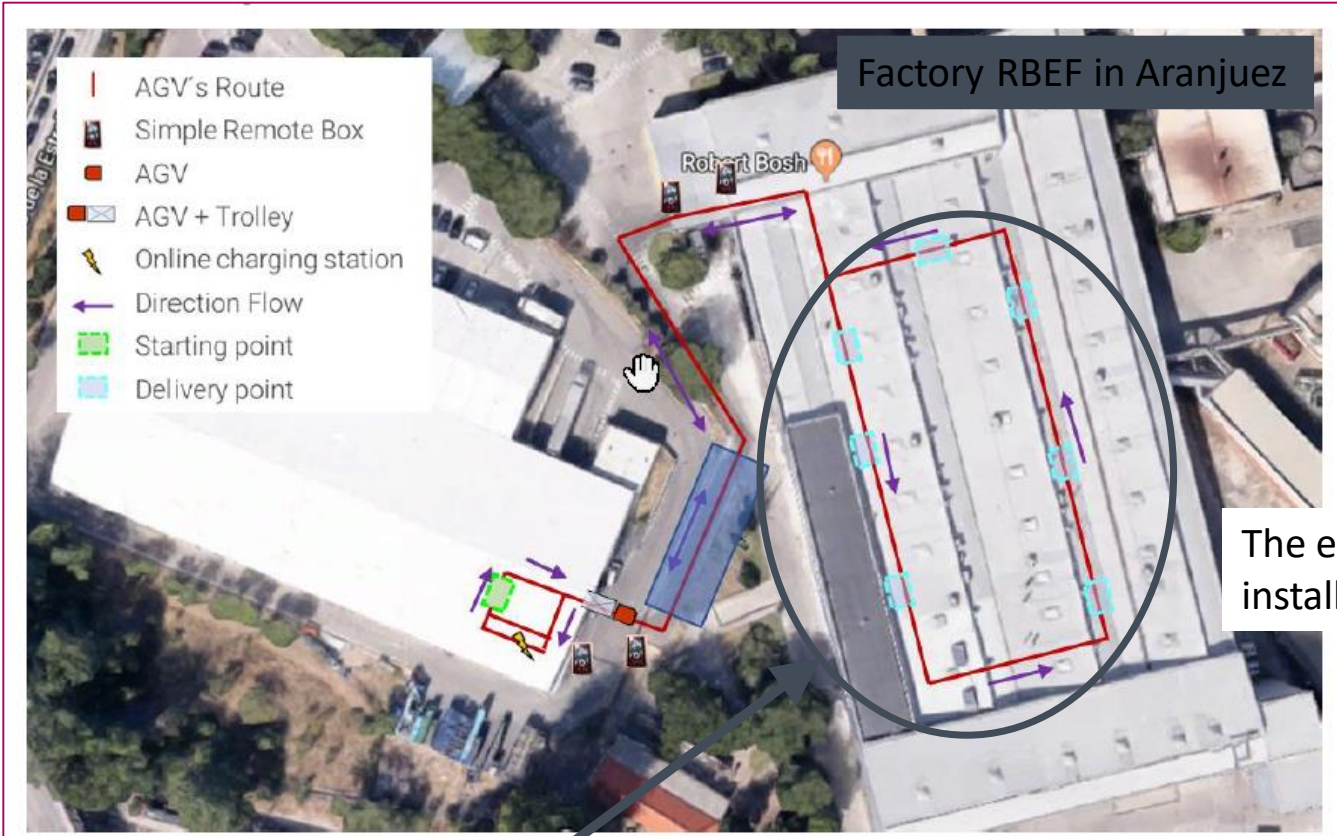 Factory RBEF in Aranjuez
AGV´s Route
Simple Remote Box
AGV
AGV + Trolley
Online charging station
Direction Flow
Starting point
Delivery point
Robert Bosh
The e
install